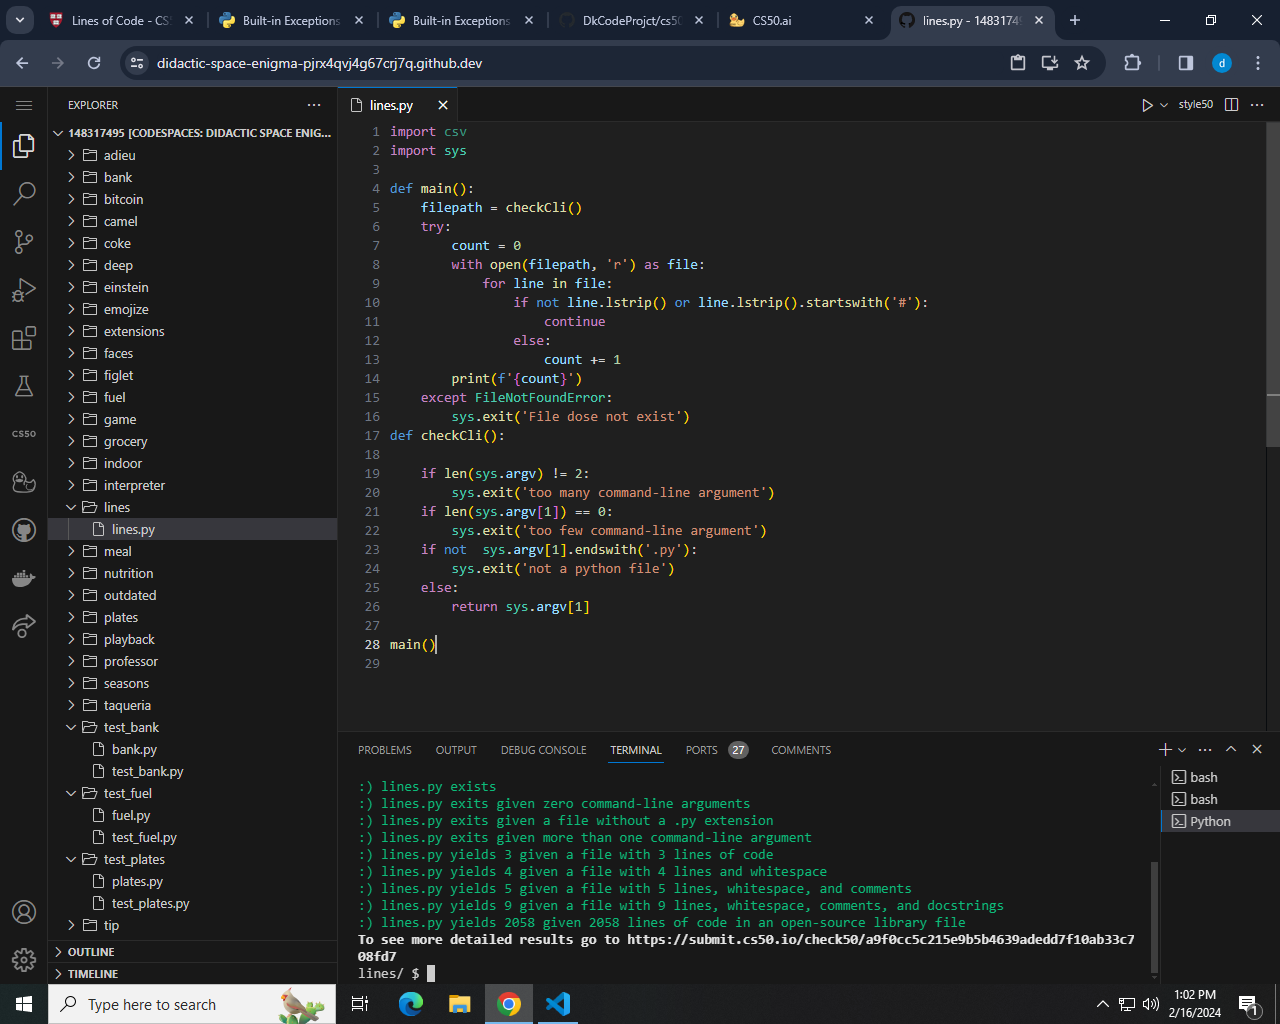 Lines of Code - CS5
Built-in Exceptions
Built-in Exceptions
DkCodeProjct/cs50
CS50.ai
lines.py - 1483174
didactic-space-enigma-pjrx4qvj4g67crj7q.github.dev
d
EXPLORER
148317495 [CODESPACES: DIDACTIC SPACE ENIG...
adieu
bank
bitcoin
camel
coke
deep
einstein
emojize
extensions
faces
figlet
fuel
game
grocery
indoor
interpreter
lines
lines.py
meal
nutrition
outdated
plates
playback
professor
seasons
taqueria
test_bank
bank.py
test_bank.py
test_fuel
fuel.py
test_fuel.py
test_plates
plates.py
test_plates.py
tip
OUTLINE
TIMELINE
CS50
lines.py
style50
1 import csv
2 import sys
3
4 def main():
5     filepath = checkCli()
6     try:
7         count = 0
8         with open(filepath, 'r') as file:
9             for line in file:
10                 if not line.lstrip() or line.lstrip().startswith('#'):
11                     continue
12                 else:
13                     count += 1
14         print(f'{count}')
15     except FileNotFoundError:
16         sys.exit('File dose not exist')
17 def checkCli():
18
19     if len(sys.argv) != 2:
20         sys.exit('too many command-line argument')
21     if len(sys.argv[1]) == 0:
22         sys.exit('too few command-line argument')
23     if not  sys.argv[1].endswith('.py'):
24         sys.exit('not a python file')
25     else:
26         return sys.argv[1]
27
28 main()
29
PROBLEMS OUTPUT DEBUG CONSOLE TERMINAL PORTS 27 COMMENTS
:) lines.py exists
:) lines.py exits given zero command-line arguments
:) lines.py exits given a file without a .py extension
:) lines.py exits given more than one command-line argument
:) lines.py yields 3 given a file with 3 lines of code
:) lines.py yields 4 given a file with 4 lines and whitespace
:) lines.py yields 5 given a file with 5 lines, whitespace, and comments
:) lines.py yields 9 given a file with 9 lines, whitespace, comments, and docstrings
:) lines.py yields 2058 given 2058 lines of code in an open-source library file
To see more detailed results go to https://submit.cs50.io/check50/a9f0cc5c215e9b5b4639adedd7f10ab33c7
08fd7
lines/ $
bash
bash
Python
Type here to search
1:02 PM
2/16/2024
1